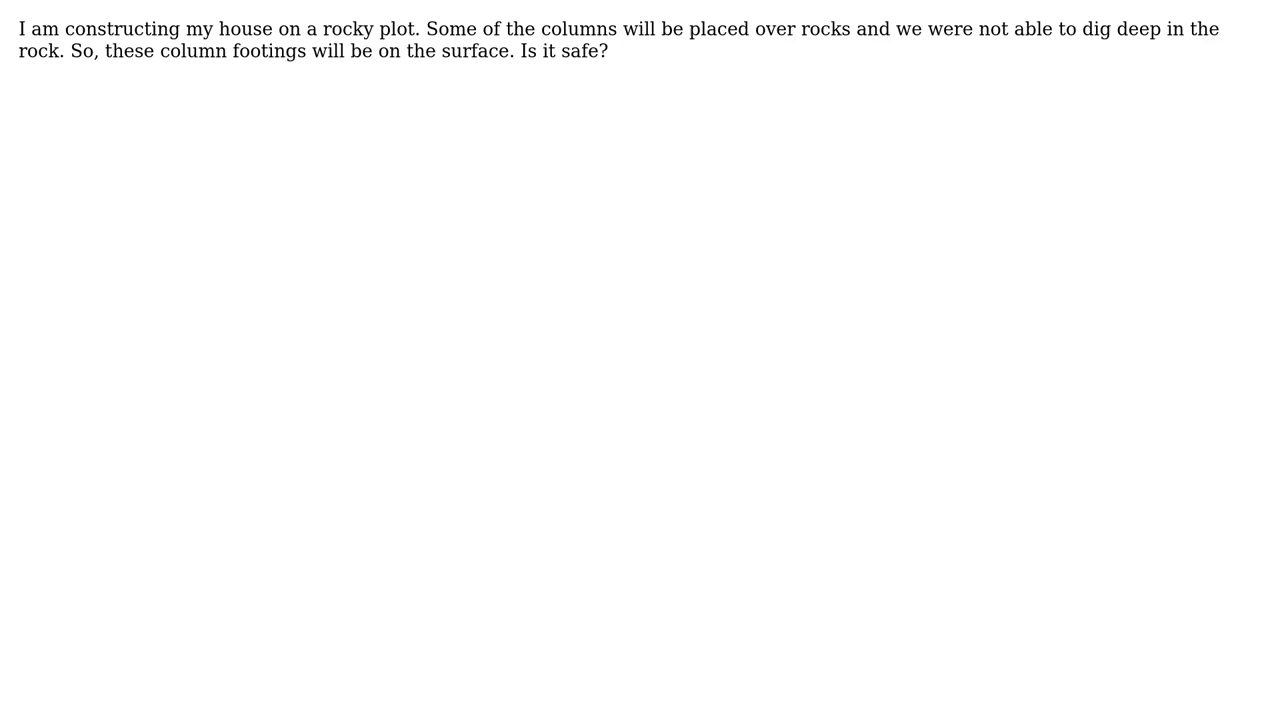 I am constructing my house on a rocky plot. Some of the columns will be placed over rocks and we were not able to dig deep in the
rock. So, these column footings will be on the surface. Is it safe?